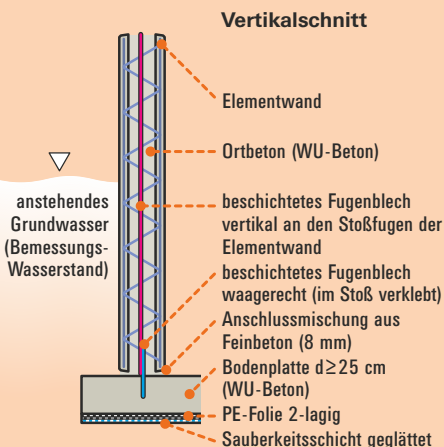 Vertikalschnitt
Elementwand
Ortbeton (WU-Beton)
anstehendes
Grundwasser
(Bemessungs-
Wasserstand)
beschichtetes Fugenblech
vertikal an den Stoßfugen der
Elementwand
beschichtetes Fugenblech
waagerecht (im Stoß verklebt)
Anschlussmischung aus
Feinbeton (8 mm)
Bodenplatte d≥25 cm
(WU-Beton)
PE-Folie 2-lagig
Sauberkeitsschicht geglättet